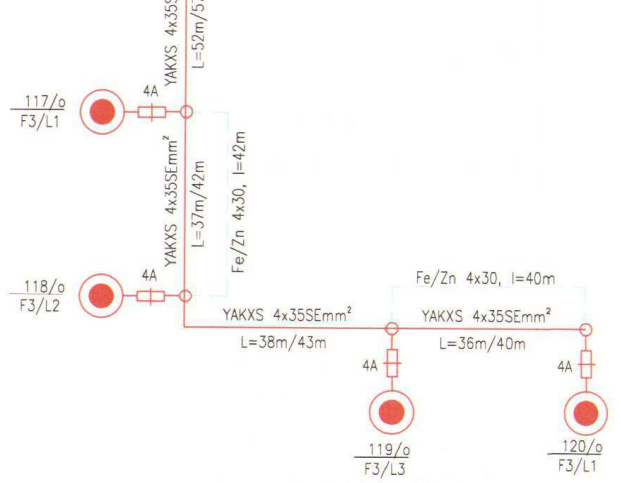 YAKXS 4x35S
L=52m/57
4A
117/o
F3/L1
YAKXS 4x35SEmm²
L=37m/42m
Fe/Zn 4x30, l=42m
4A
118/o
F3/L2
Fe/Zn 4x30, l=40m
YAKXS 4x35SEmm²
YAKXS 4x35SEmm²
L=38m/43m
L=36m/40m
4A
4A
119/o
F3/L3
120/o
F3/L1